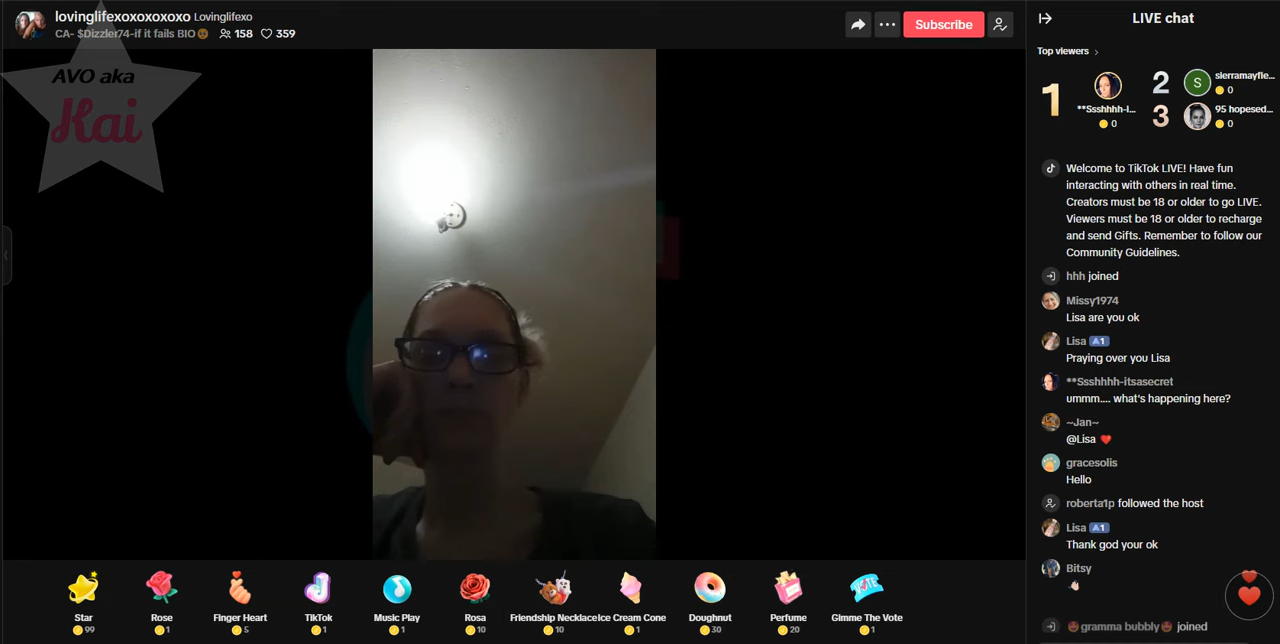 lovinglifexoxoxoxoxo Lovinglifexo
CA- $Dizzler74-if it fails BIO 158 359
Subscribe
AVO aka
Kai
LIVE chat
Top viewers
1
**Ssshhhh-i...
0
2
S
sierramayfie...
0
3
95 hopesed...
0
Welcome to TikTok LIVE! Have fun
interacting with others in real time.
Creators must be 18 or older to go LIVE.
Viewers must be 18 or older to recharge
and send Gifts. Remember to follow our
Community Guidelines.
hhh joined
Missy1974
Lisa are you ok
Lisa A1
Praying over you Lisa
**Ssshhhh-itsasecret
ummm.... what's happening here?
~Jan~
@Lisa
gracesolis
Hello
roberta1p followed the host
Lisa A1
Thank god your ok
Bitsy
gramma bubbly joined
Star
99
Rose
1
Finger Heart
5
TikTok
1
Music Play
1
Rosa
10
Friendship Necklace
10
Ice Cream Cone
1
Doughnut
30
Perfume
20
Gimme The Vote
1